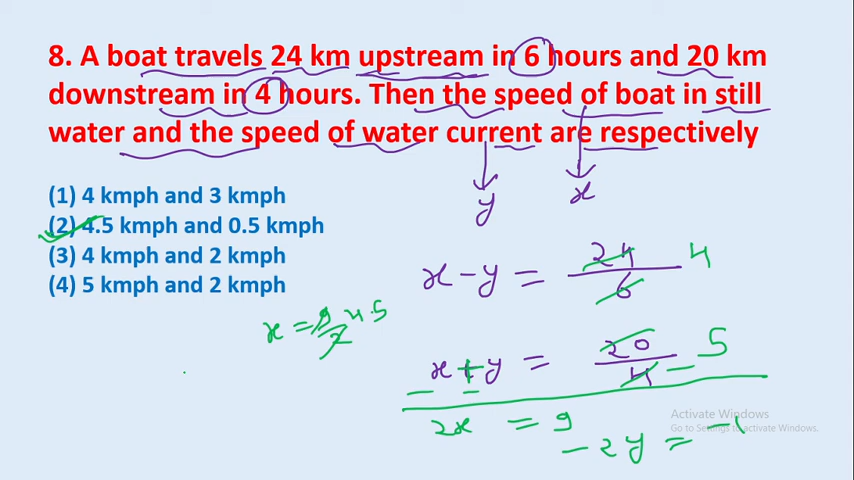 8. A boat travels 24 km upstream in 6 hours and 20 km
downstream in 4 hours. Then the speed of boat in still
water and the speed of water current are respectively
y
x
(1) 4 kmph and 3 kmph
(2) 4.5 kmph and 0.5 kmph
(3) 4 kmph and 2 kmph
(4) 5 kmph and 2 kmph
x - y = 24/6 4
x = 9/2 4.5
x + y = 20/4 - 5
2x = 9
- 2y = -1
Activate Windows
Go to Settings to activate Windows.